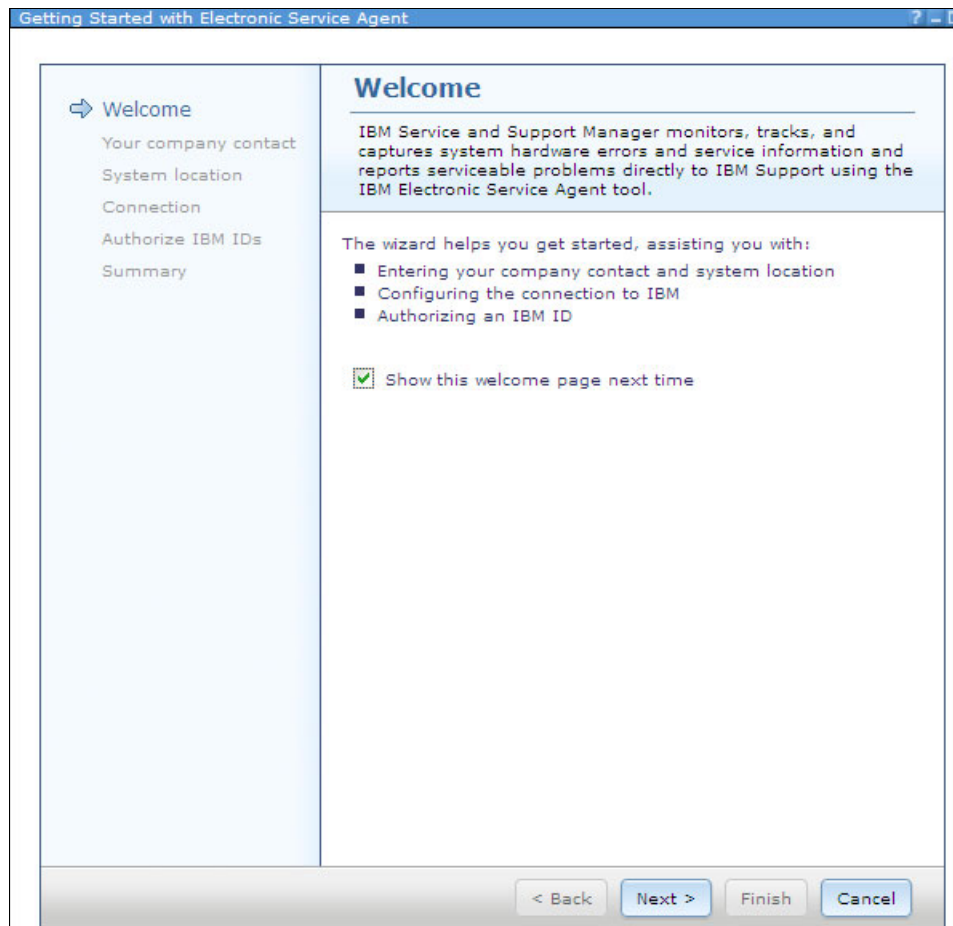 Getting Started with Electronic Service Agent
Welcome
Your company contact
System location
Connection
Authorize IBM IDs
Summary
Welcome
IBM Service and Support Manager monitors, tracks, and
captures system hardware errors and service information and
reports serviceable problems directly to IBM Support using the
IBM Electronic Service Agent tool.
The wizard helps you get started, assisting you with:
Entering your company contact and system location
Configuring the connection to IBM
Authorizing an IBM ID
Show this welcome page next time
< Back Next > Finish Cancel